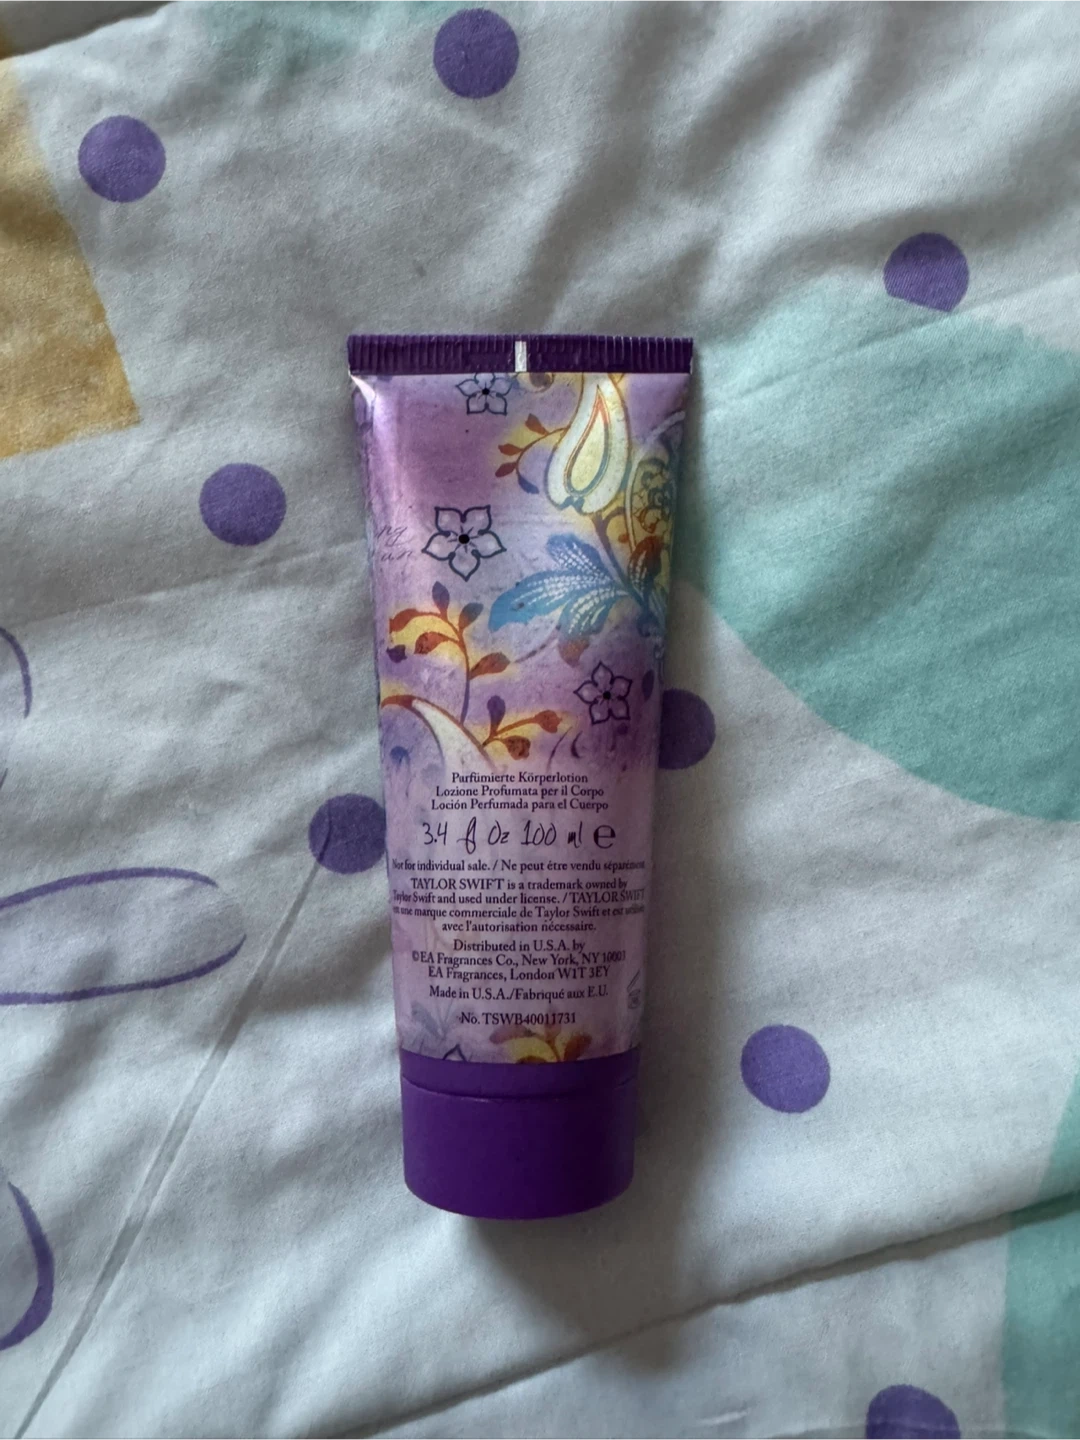 Parfümierte Körperlotion
Lozione Profumata per il Corpo
Loción Perfumada para el Cuerpo
3.4 fl Oz 100 ml ℮
Not for individual sale. / Ne peut être vendu séparément.
TAYLOR SWIFT is a trademark owned by
Taylor Swift and used under license. / TAYLOR SWIFT
est une marque commerciale de Taylor Swift et est utilisée
avec l'autorisation nécessaire.
Distributed in U.S.A. by
©EA Fragrances Co., New York, NY 10003
EA Fragrances, London W1T 3EY
Made in U.S.A./Fabriqué aux E.U.
No. TSWB40011731